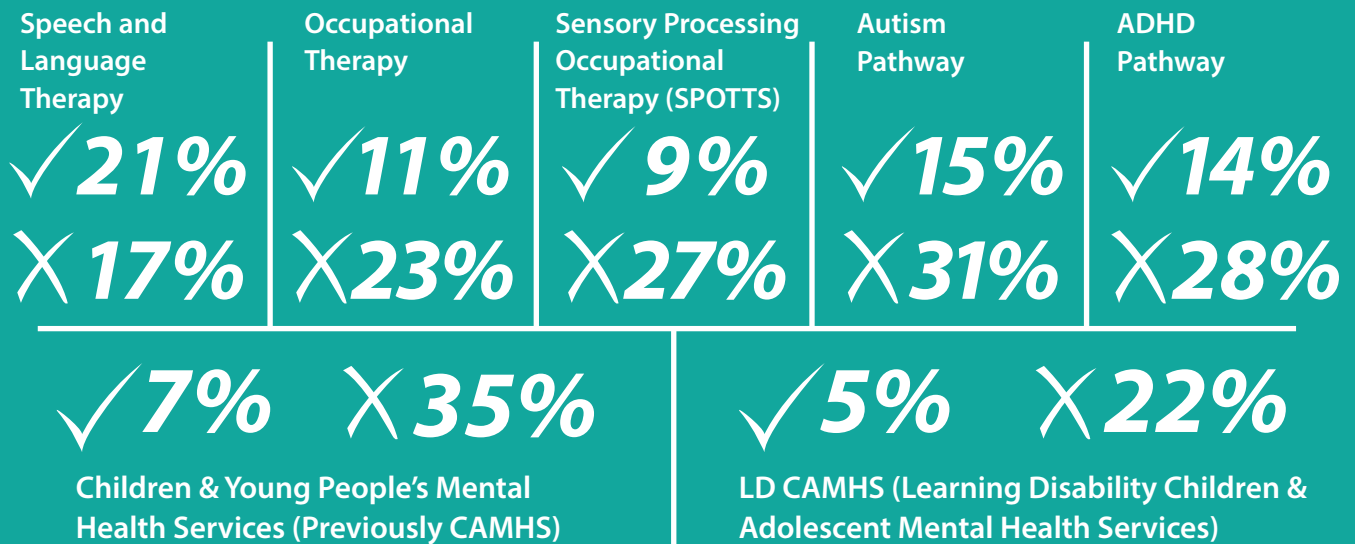 Speech and
Language
Therapy
✓ 21%
✗ 17%
Occupational
Therapy
✓ 11%
✗ 23%
Sensory Processing
Occupational
Therapy (SPOTTS)
✓ 9%
✗ 27%
Autism
Pathway
✓ 15%
✗ 31%
ADHD
Pathway
✓ 14%
✗ 28%
✓ 7% ✗ 35%
Children & Young People’s Mental
Health Services (Previously CAMHS)
✓ 5% ✗ 22%
LD CAMHS (Learning Disability Children &
Adolescent Mental Health Services)